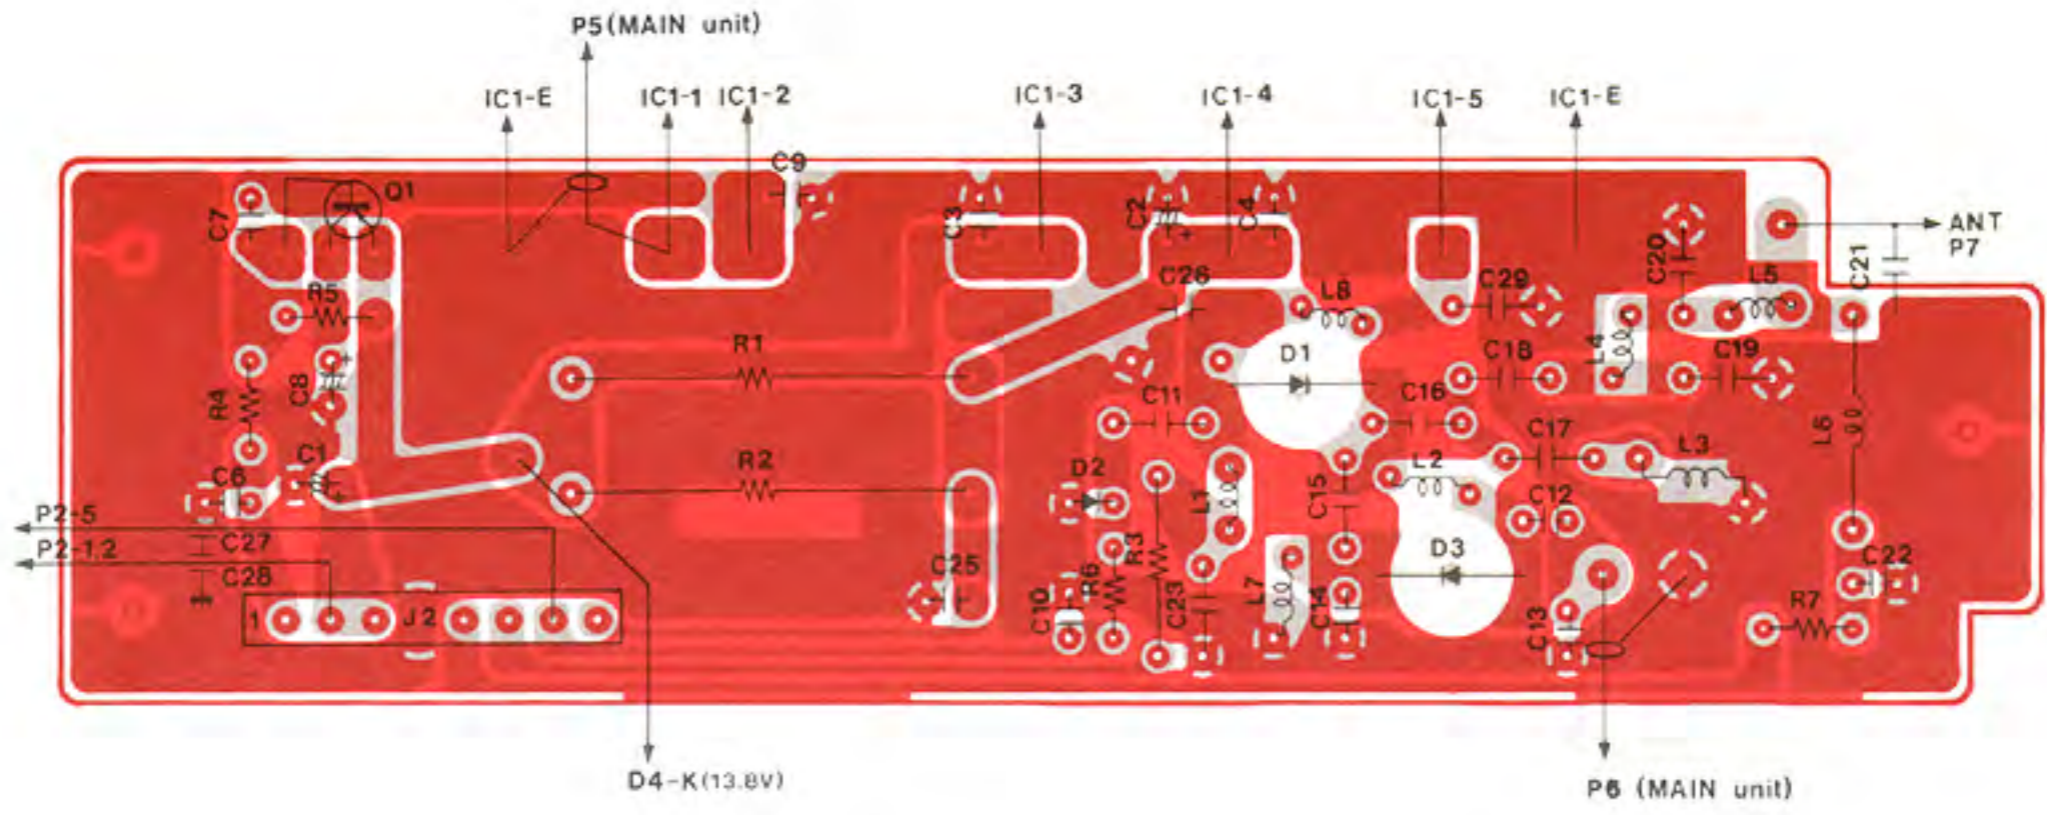 P5(MAIN unit)
IC1-E
IC1-1
IC1-2
IC1-3
IC1-4
IC1-5
IC1-E
C9
Q1
C7
C3
C2
C4
ANT
P7
C20
C21
L5
C26
C29
L8
R5
R1
D1
L4
C18
C19
C8
R4
C11
C16
L6
C17
L3
R2
C1
D2
L2
C6
L1
C15
C12
P2-5
P2-1,2
C27
C28
R3
D3
C25
R6
C22
L7
C10
C23
C14
C13
R7
1
J2
+
+
+
D4-K(13.8V)
P6 (MAIN unit)